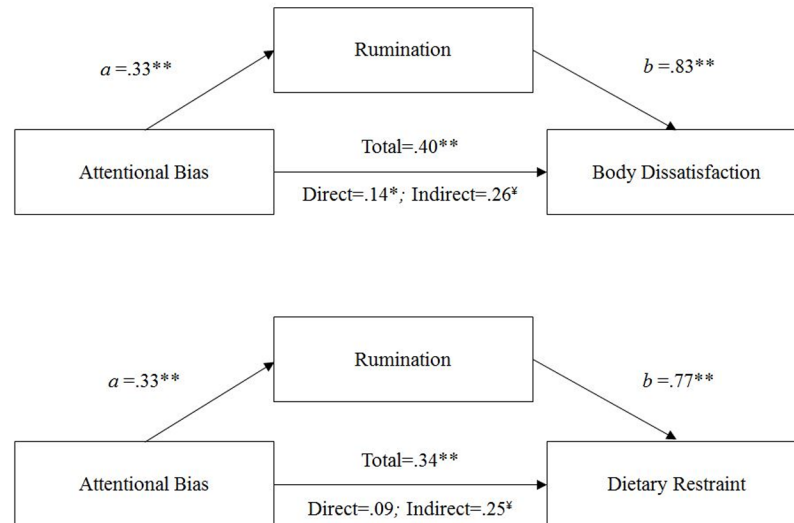 Rumination
a =.33**
b =.83**
Total=.40**
Attentional Bias
Body Dissatisfaction
Direct=.14*; Indirect=.26¥
Rumination
a =.33**
b =.77**
Total=.34**
Attentional Bias
Dietary Restraint
Direct=.09; Indirect=.25¥